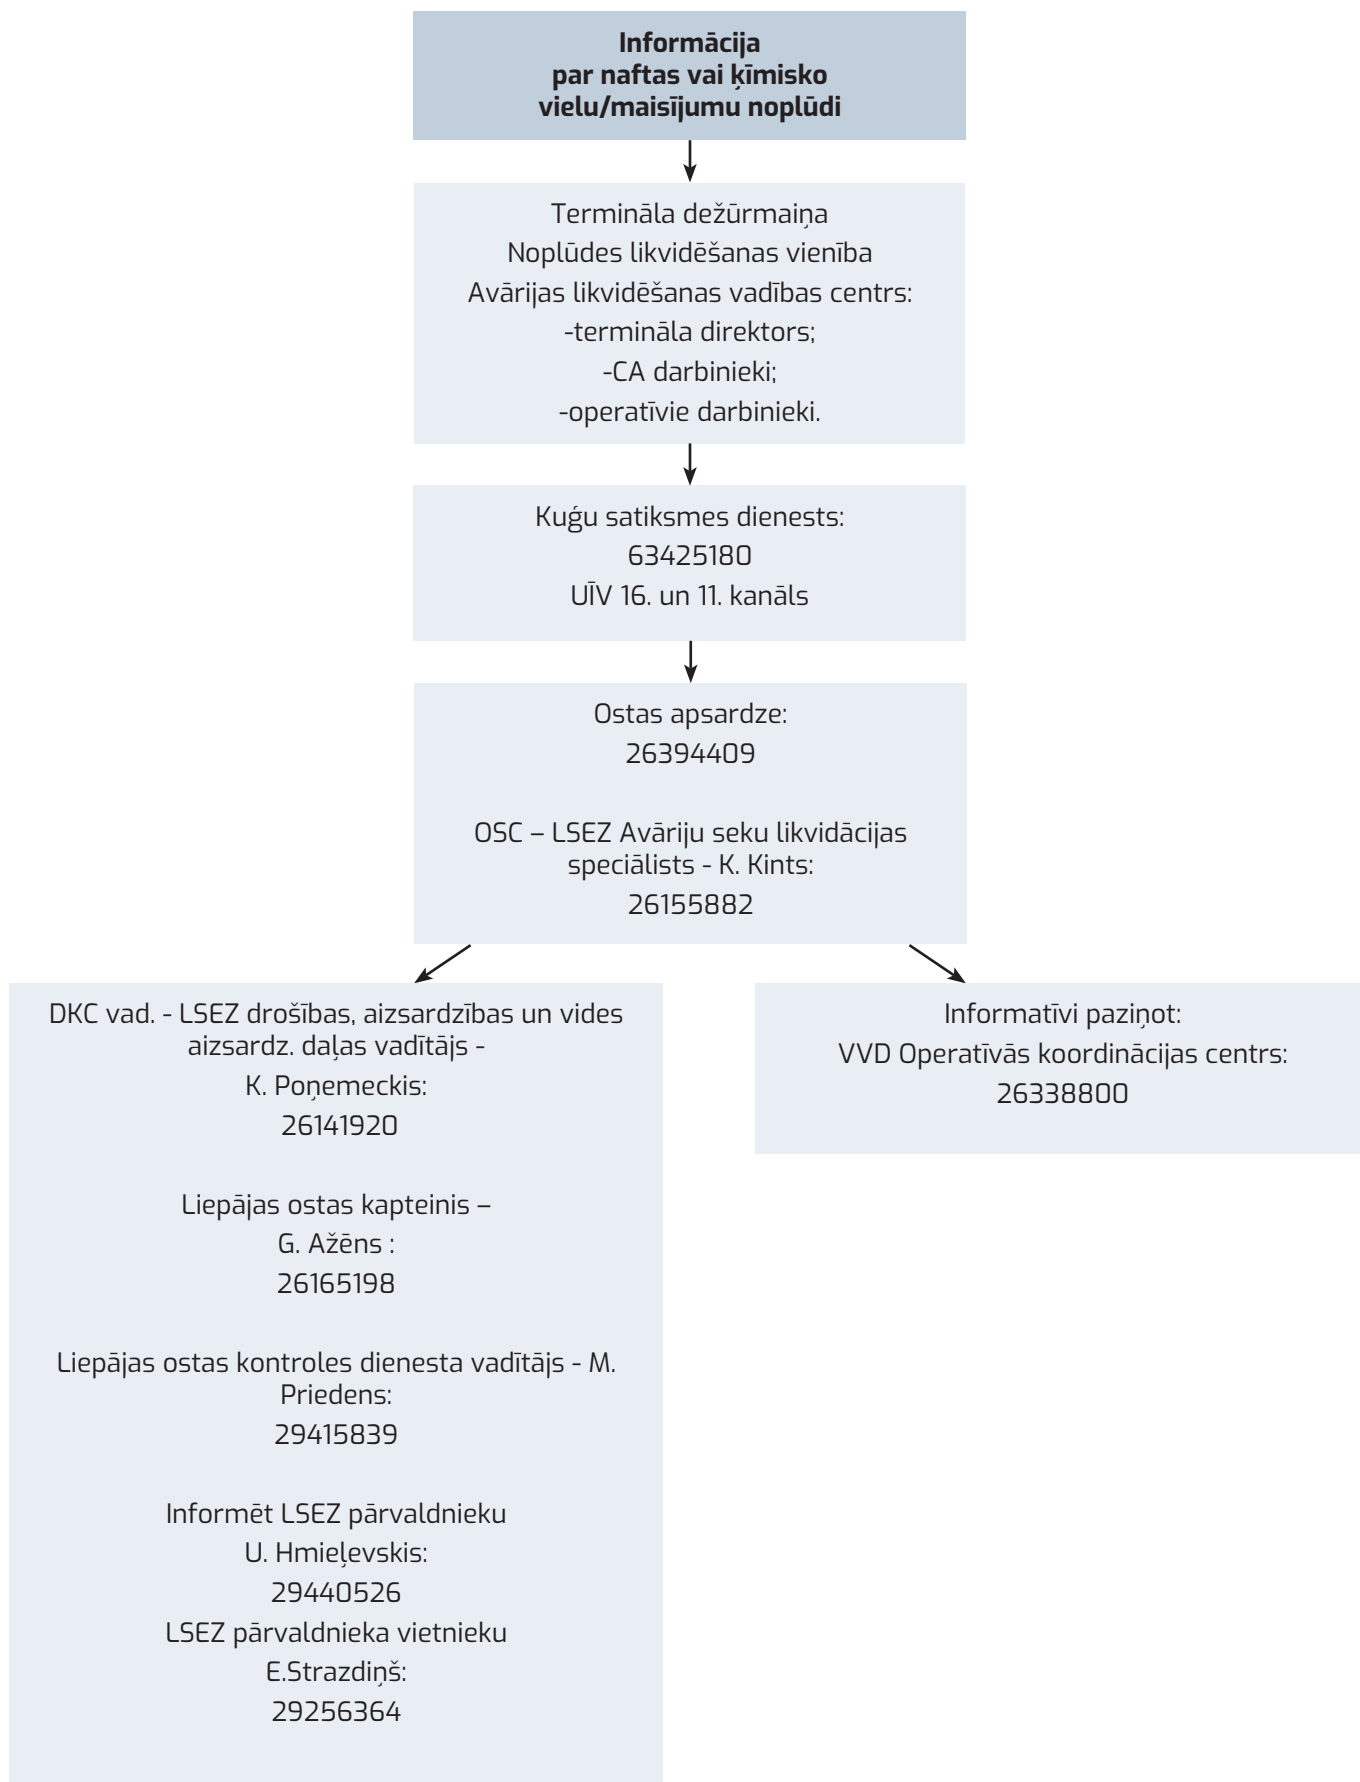 Informācija
par naftas vai ķīmisko
vielu/maisījumu noplūdi
Termināla dežūrmaiņa
Noplūdes likvidēšanas vienība
Avārijas likvidēšanas vadības centrs:
-termināla direktors;
-CA darbinieki;
-operatīvie darbinieki.
Kuģu satiksmes dienests:
63425180
UĪV 16. un 11. kanāls
Ostas apsardze:
26394409
OSC – LSEZ Avāriju seku likvidācijas
speciālists - K. Kints:
26155882
DKC vad. - LSEZ drošības, aizsardzības un vides
aizsardz. daļas vadītājs -
K. Poņemeckis:
26141920
Liepājas ostas kapteinis –
G. Ažēns :
26165198
Liepājas ostas kontroles dienesta vadītājs - M.
Priedens:
29415839
Informēt LSEZ pārvaldnieku
U. Hmieļevskis:
29440526
LSEZ pārvaldnieka vietnieku
E.Strazdiņš:
29256364
Informatīvi paziņot:
VVD Operatīvās koordinācijas centrs:
26338800